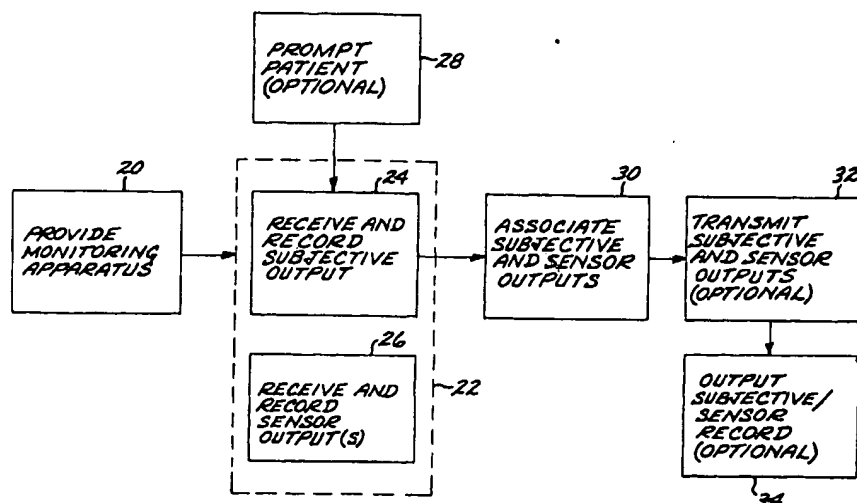 PROMPT
PATIENT
(OPTIONAL)
28
20
PROVIDE
MONITORING
APPARATUS
24
RECEIVE AND
RECORD
SUBJECTIVE
OUTPUT
26
RECEIVE AND
RECORD
SENSOR
OUTPUT(S)
22
30
ASSOCIATE
SUBJECTIVE
AND SENSOR
OUTPUTS
32
TRANSMIT
SUBJECTIVE
AND SENSOR
OUTPUTS
(OPTIONAL)
OUTPUT
SUBJECTIVE/
SENSOR
RECORD
(OPTIONAL)
34